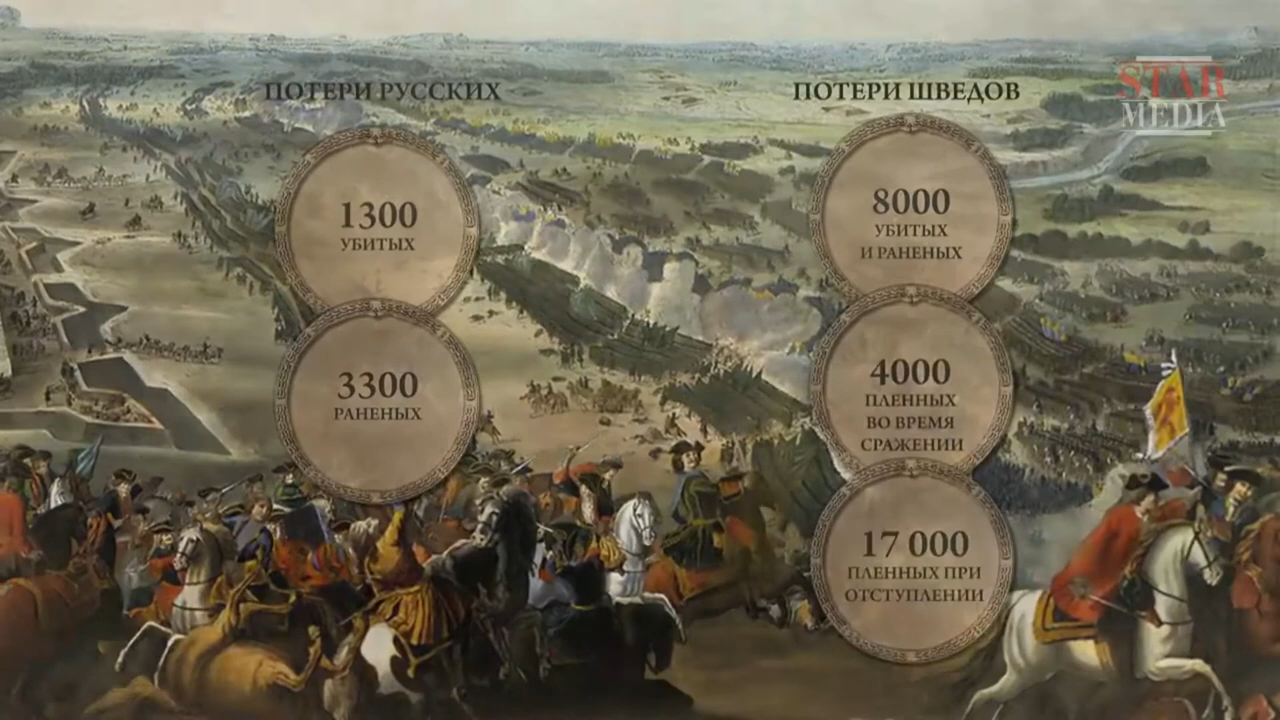 ПОТЕРИ РУССКИХ
1300
УБИТЫХ
3300
РАНЕНЫХ
ПОТЕРИ ШВЕДОВ
8000
УБИТЫХ
И РАНЕНЫХ
4000
ПЛЕННЫХ
ВО ВРЕМЯ
СРАЖЕНИИ
17 000
ПЛЕННЫХ ПРИ
ОТСТУПЛЕНИИ
STAR
MEDIA